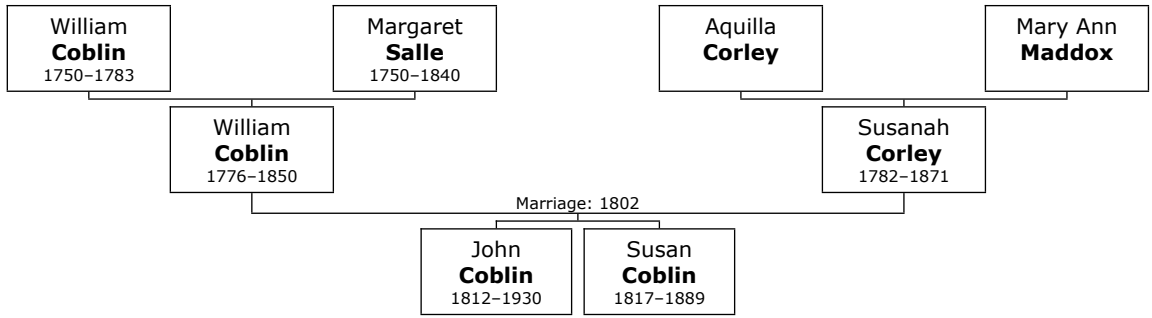 William
Coblin
1750–1783
Margaret
Salle
1750–1840
Aquilla
Corley
Mary Ann
Maddox
William
Coblin
1776–1850
Susanah
Corley
1782–1871
Marriage: 1802
John
Coblin
1812–1930
Susan
Coblin
1817–1889